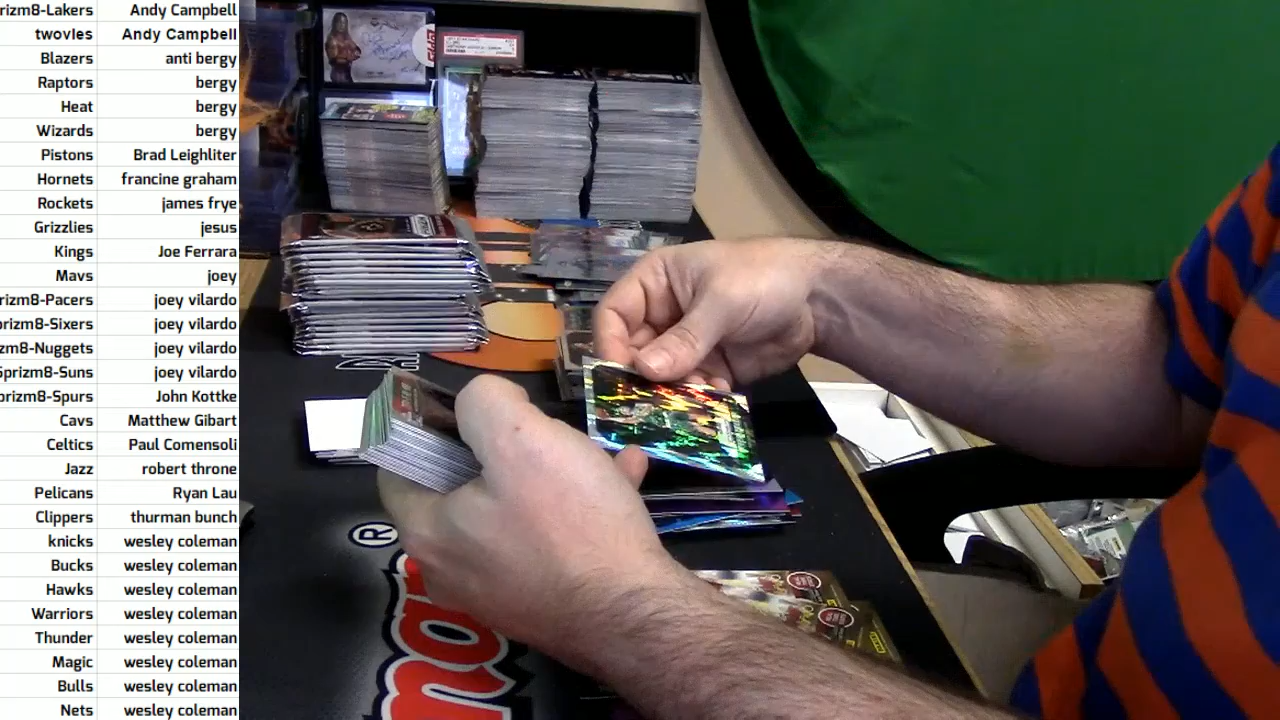 rizm8-Lakers Andy Campbell
twovles Andy Campbell
Blazers anti bergy
Raptors bergy
Heat bergy
Wizards bergy
Pistons Brad Leighliter
Hornets francine graham
Rockets james frye
Grizzlies jesus
Kings Joe Ferrara
Mavs joey
rizm8-Pacers joey vilardo
rizm8-Sixers joey vilardo
zm8-Nuggets joey vilardo
prizm8-Suns joey vilardo
rizm8-Spurs John Kottke
Cavs Matthew Gibart
Celtics Paul Comensoli
Jazz robert throne
Pelicans Ryan Lau
Clippers thurman bunch
knicks wesley coleman
Bucks wesley coleman
Hawks wesley coleman
Warriors wesley coleman
Thunder wesley coleman
Magic wesley coleman
Bulls wesley coleman
Nets wesley coleman